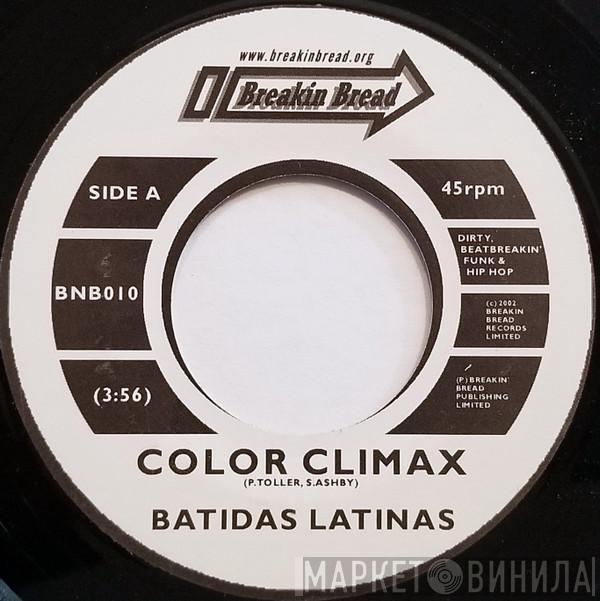 www.breakinbread.org
Breakin Bread
SIDE A
45rpm
DIRTY,
BEATBREAKIN'
FUNK &
HIP HOP
BNB010
(c) 2002
BREAKIN
BREAD
RECORDS
LIMITED
(3:56)
(P) BREAKIN'
BREAD
PUBLISHING
LIMITED
COLOR CLIMAX
(P.TOLLER, S.ASHBY)
BATIDAS LATINAS
МАРКЕТ ВИНИЛА